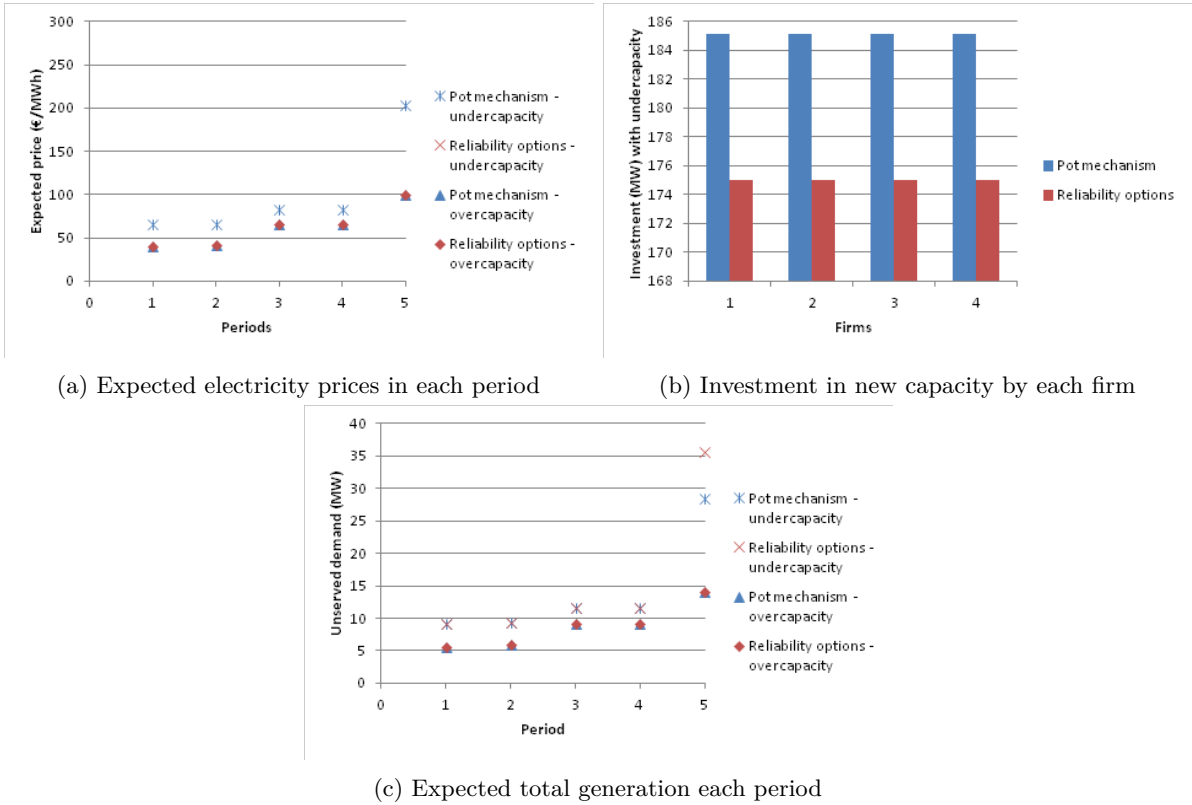 300
250
200
150
100
50
0
Expected price (€/MWh)
0 1 2 3 4 5
Periods
Pot mechanism -
undercapacity
Reliability options -
undercapacity
Pot mechanism -
overcapacity
Reliability options -
overcapacity
(a) Expected electricity prices in each period
186
184
182
180
178
176
174
172
170
168
Investment (MW) with undercapacity
1 2 3 4
Firms
Pot mechanism
Reliability options
(b) Investment in new capacity by each firm
40
35
30
25
20
15
10
5
0
Unserved demand (MW)
0 1 2 3 4 5
Period
Pot mechanism -
undercapacity
Reliability options -
undercapacity
Pot mechanism -
overcapacity
Reliability options -
overcapacity
(c) Expected total generation each period